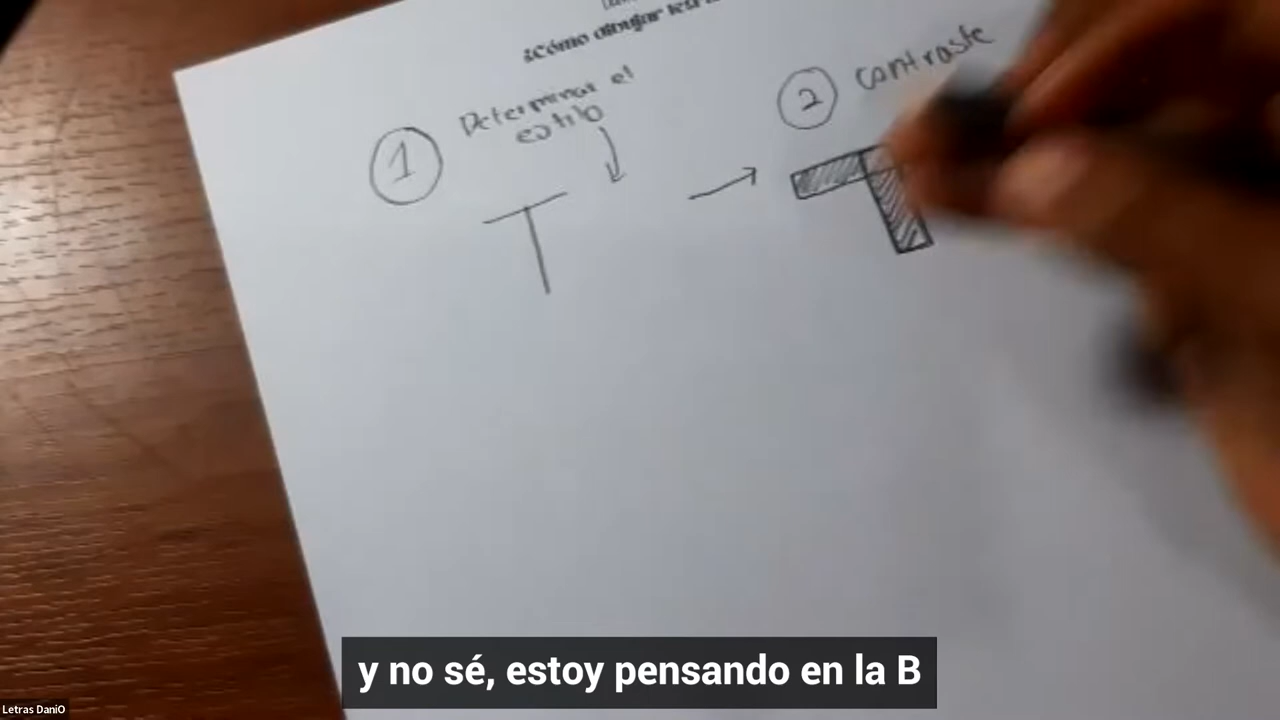 ¿Cómo dibujar
1
Determinar el
estilo
2
contraste
T
T
y no sé, estoy pensando en la B
Letras DaniO